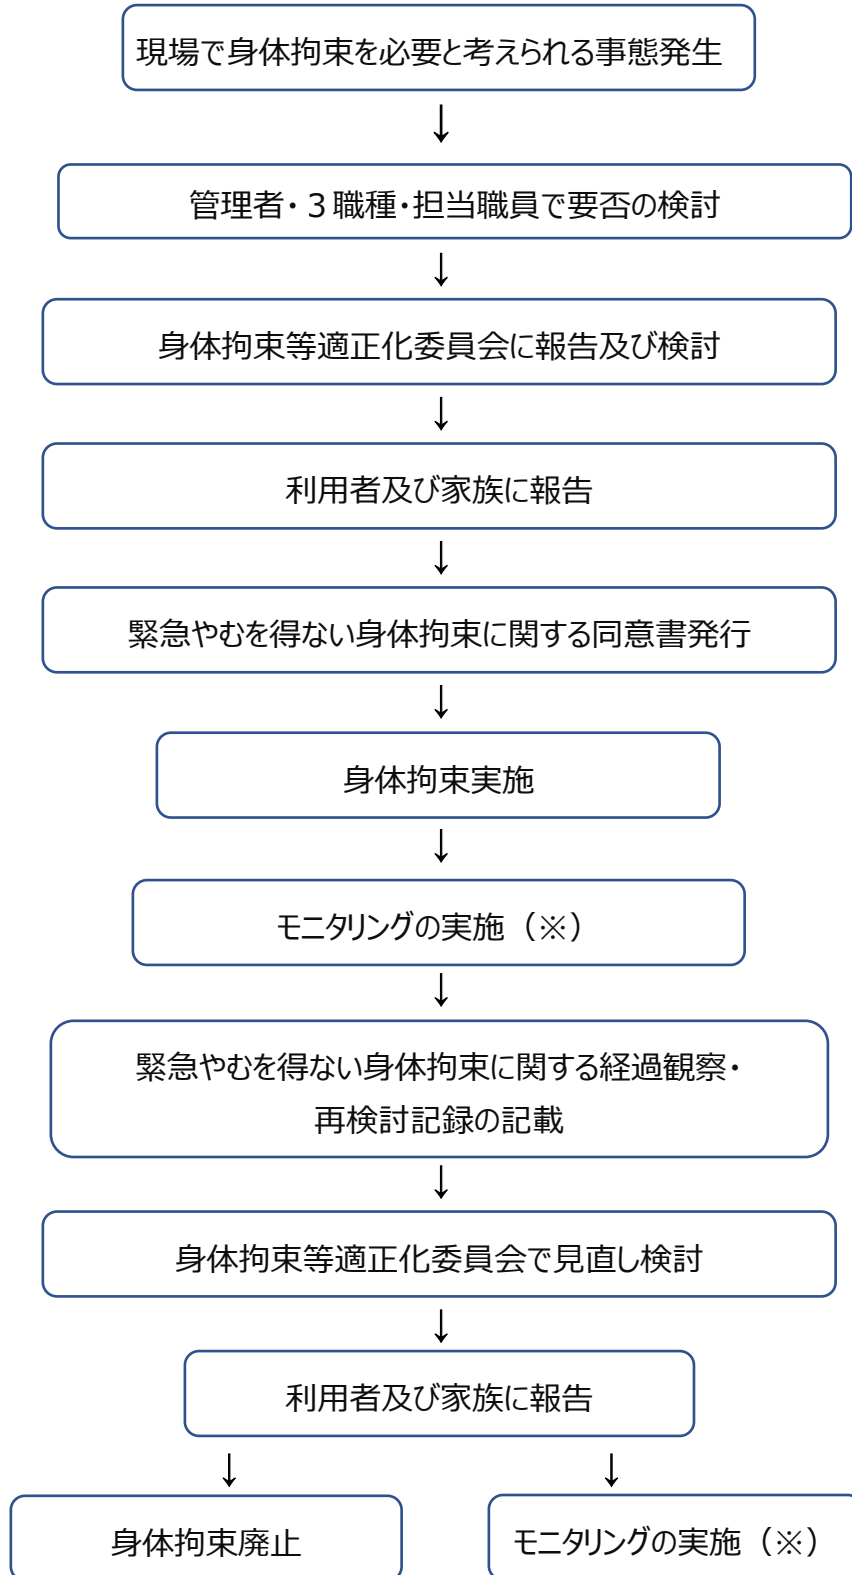 現場で身体拘束を必要と考えられる事態発生
↓
管理者・３職種・担当職員で要否の検討
↓
身体拘束等適正化委員会に報告及び検討
↓
利用者及び家族に報告
↓
緊急やむを得ない身体拘束に関する同意書発行
↓
身体拘束実施
↓
モニタリングの実施（※）
↓
緊急やむを得ない身体拘束に関する経過観察・
再検討記録の記載
↓
身体拘束等適正化委員会で見直し検討
↓
利用者及び家族に報告
↓ ↓
身体拘束廃止
モニタリングの実施（※）